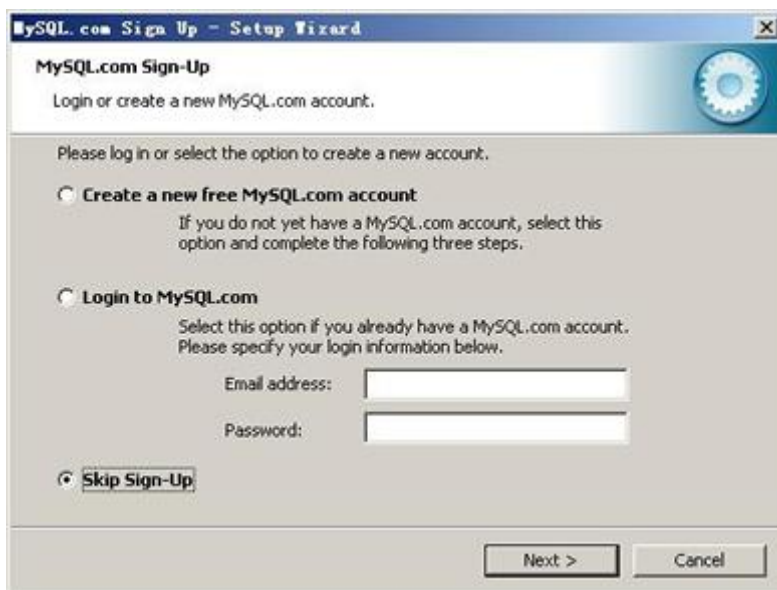 MySQL.com Sign Up - Setup Wizard
MySQL.com Sign-Up
Login or create a new MySQL.com account.
Please log in or select the option to create a new account.
Create a new free MySQL.com account
If you do not yet have a MySQL.com account, select this
option and complete the following three steps.
Login to MySQL.com
Select this option if you already have a MySQL.com account.
Please specify your login information below.
Email address:
Password:
Skip Sign-Up
Next >
Cancel